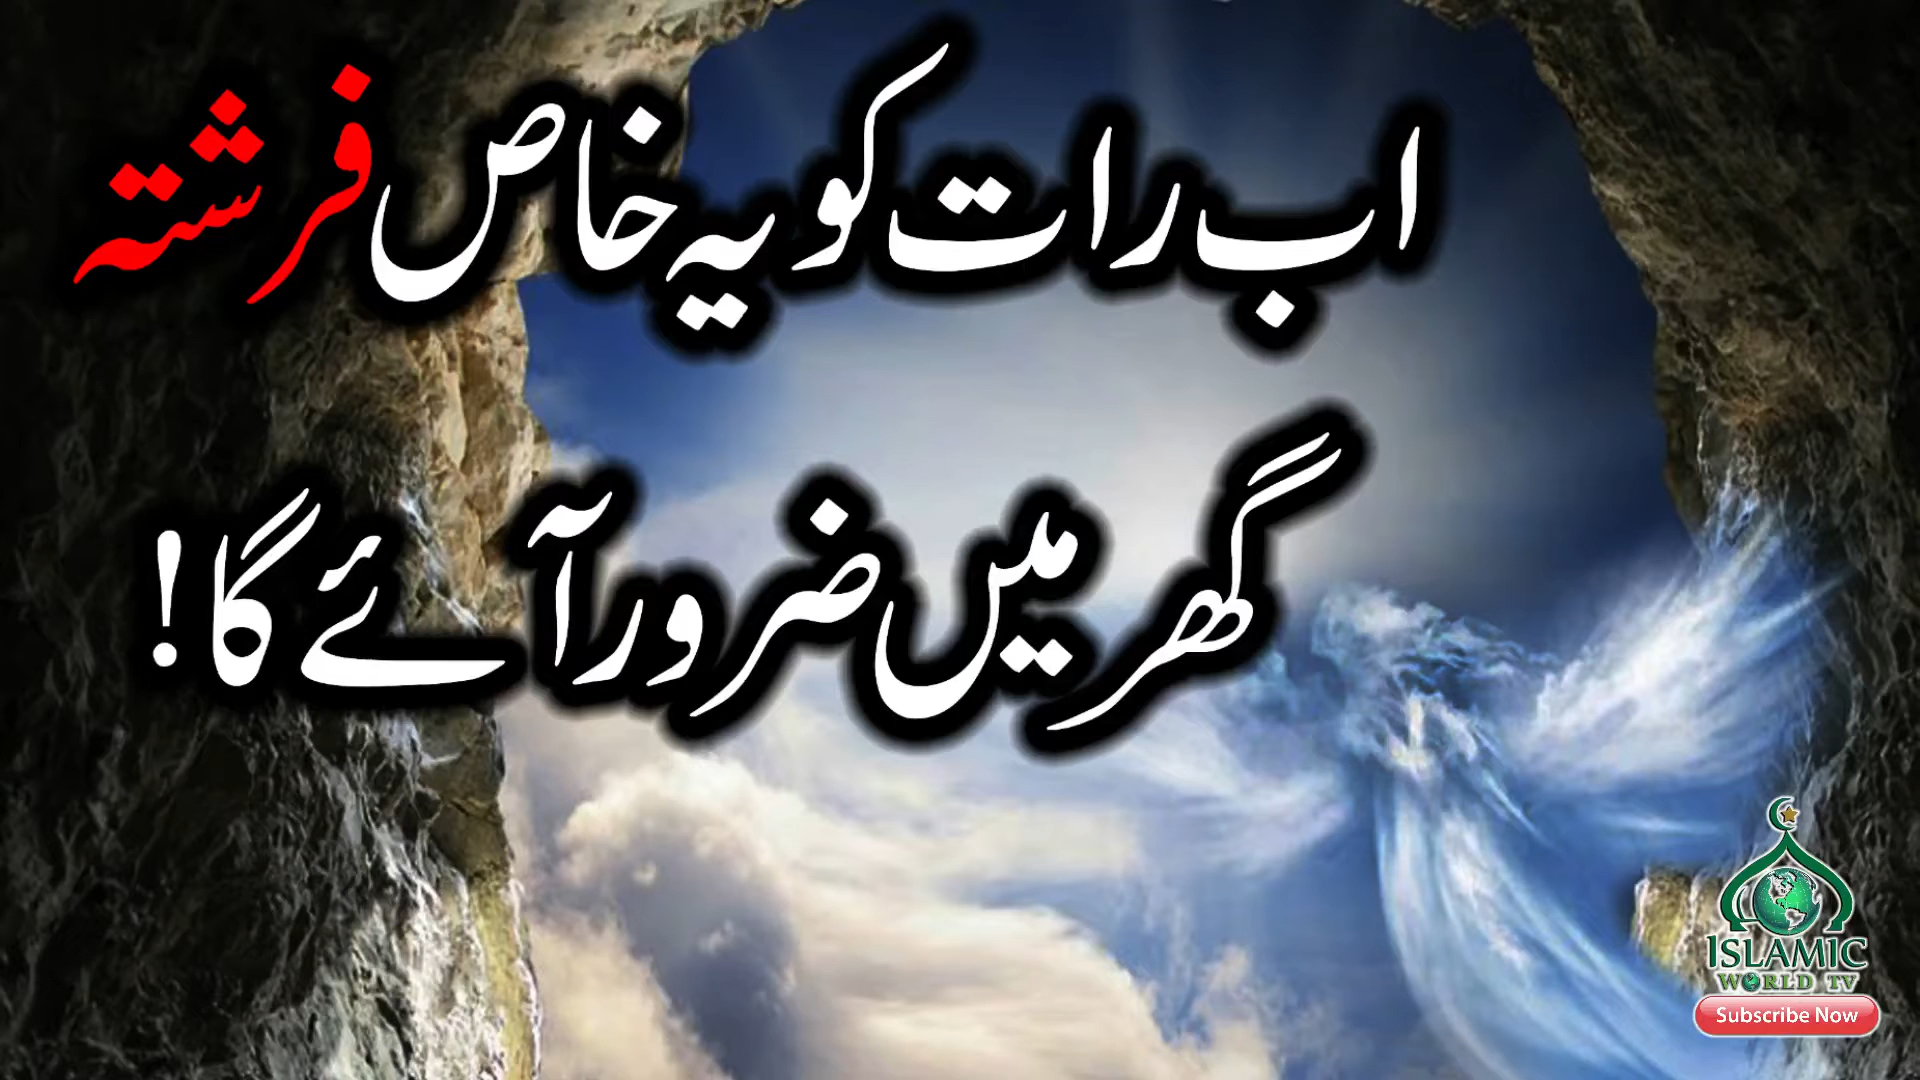 اب رات کو یہ خاص فرشتہ
گھر میں ضرور آئے گا!
ISLAMIC
WORLD TV
Subscribe Now